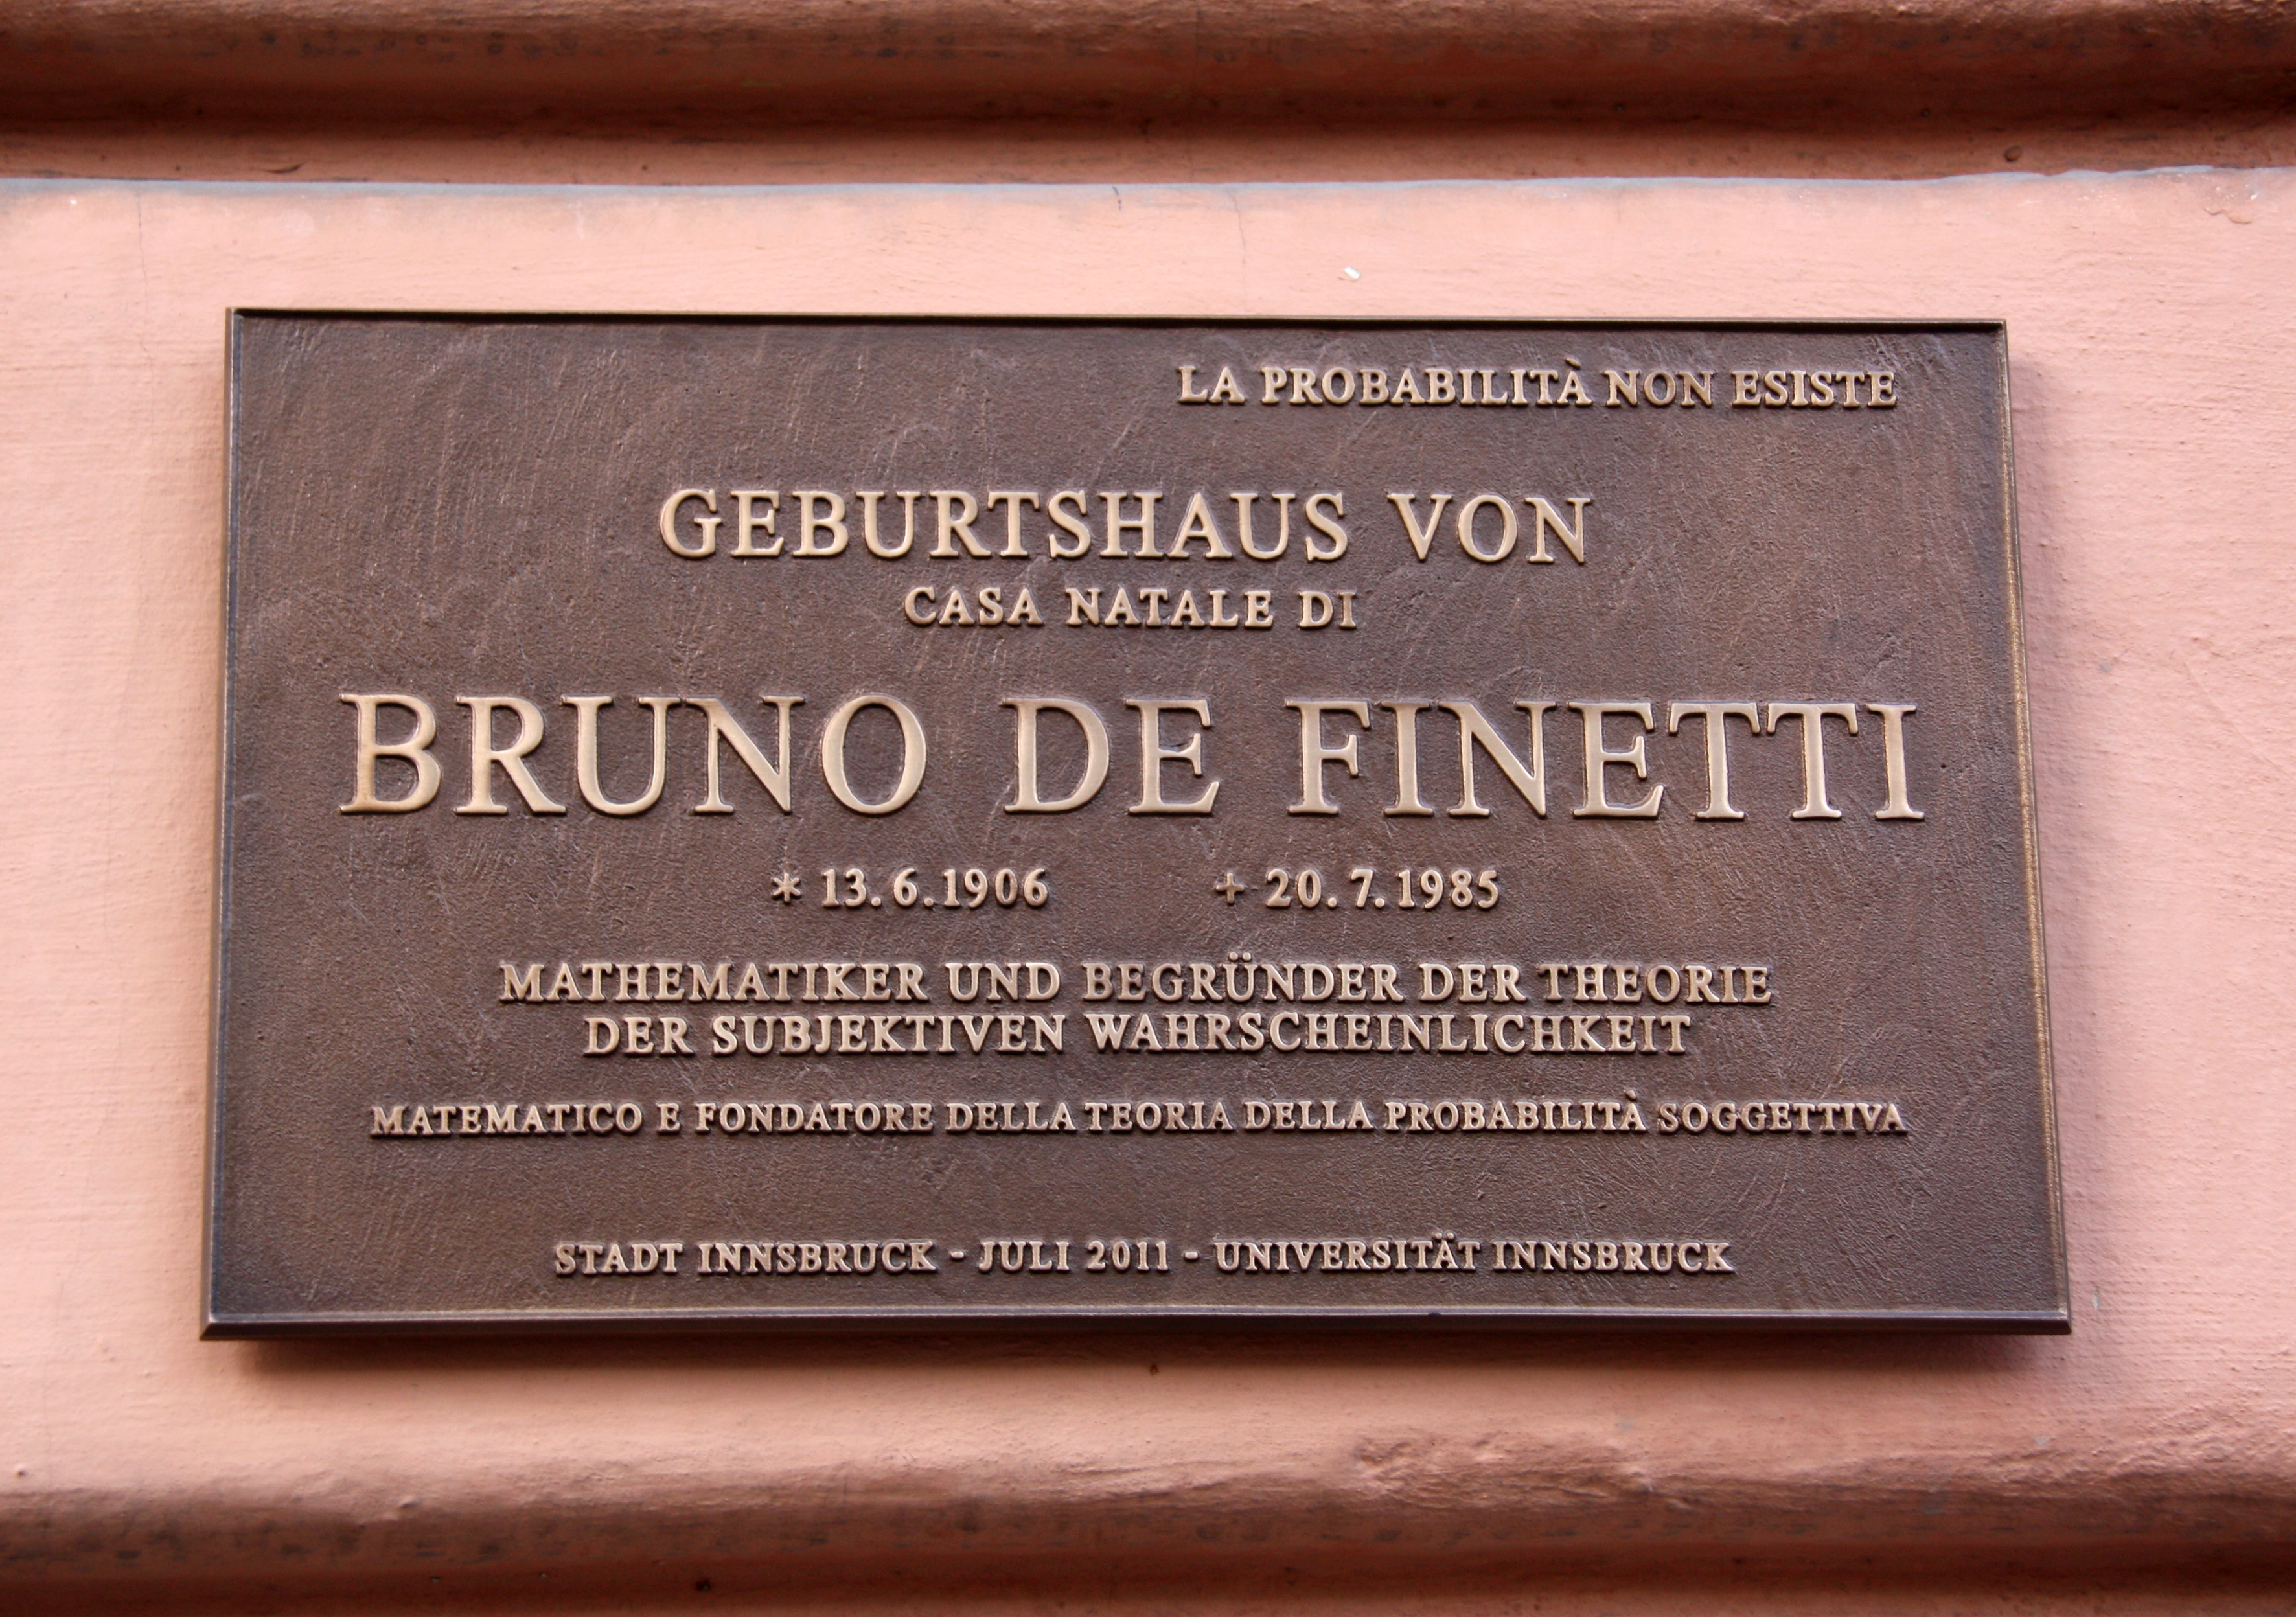 LA PROBABILITÀ NON ESISTE
GEBURTSHAUS VON
CASA NATALE DI
BRUNO DE FINETTI
* 13.6.1906 + 20.7.1985
MATHEMATIKER UND BEGRÜNDER DER THEORIE
DER SUBJEKTIVEN WAHRSCHEINLICHKEIT
MATEMATICO E FONDATORE DELLA TEORIA DELLA PROBABILITÀ SOGGETTIVA
STADT INNSBRUCK - JULI 2011 - UNIVERSITÄT INNSBRUCK